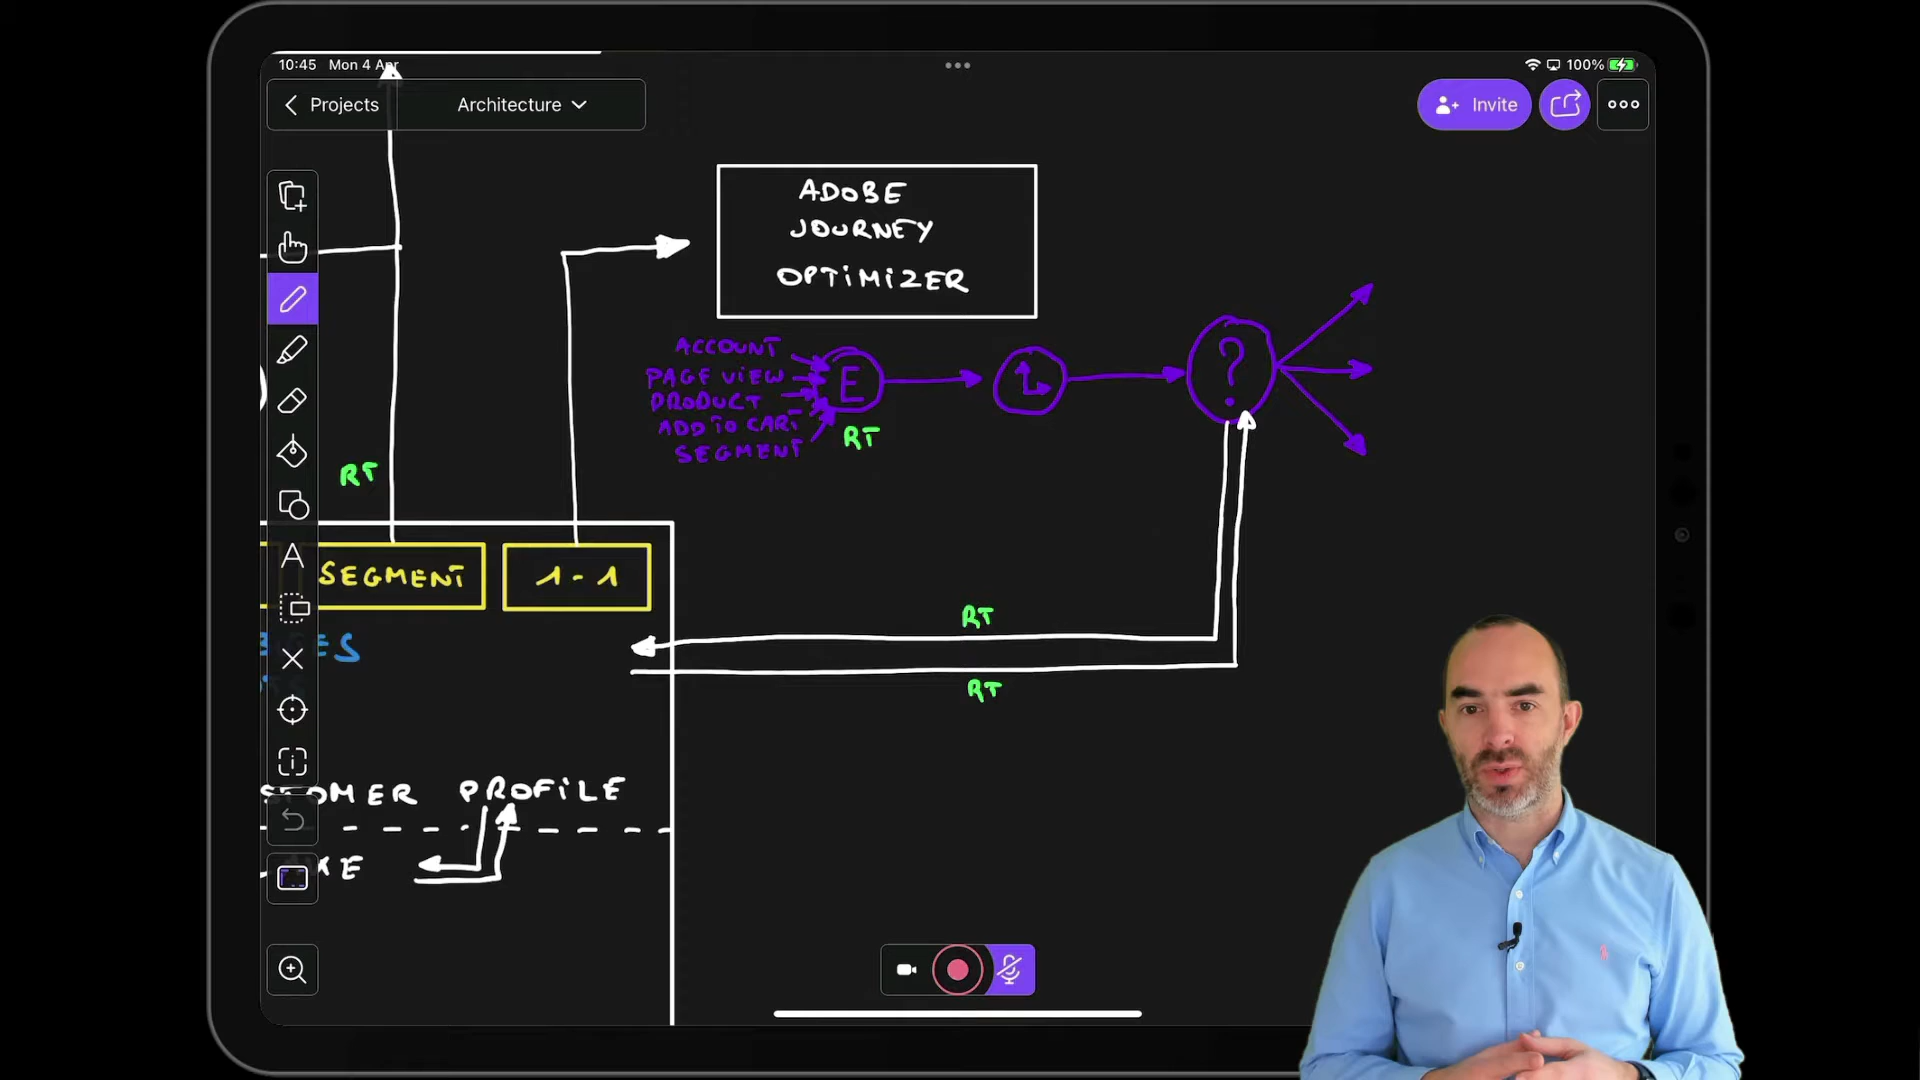 10:45 Mon 4 Apr
100%
Projects
Architecture
Invite
ADOBE
JOURNEY
OPTiMiZER
ACCOUNT
PAGE ViEW
PRODUCT
ADD TO CART
SEGMENT
E
?
RT
RT
SEGMENT
1-1
RT
RT
PROFiLE